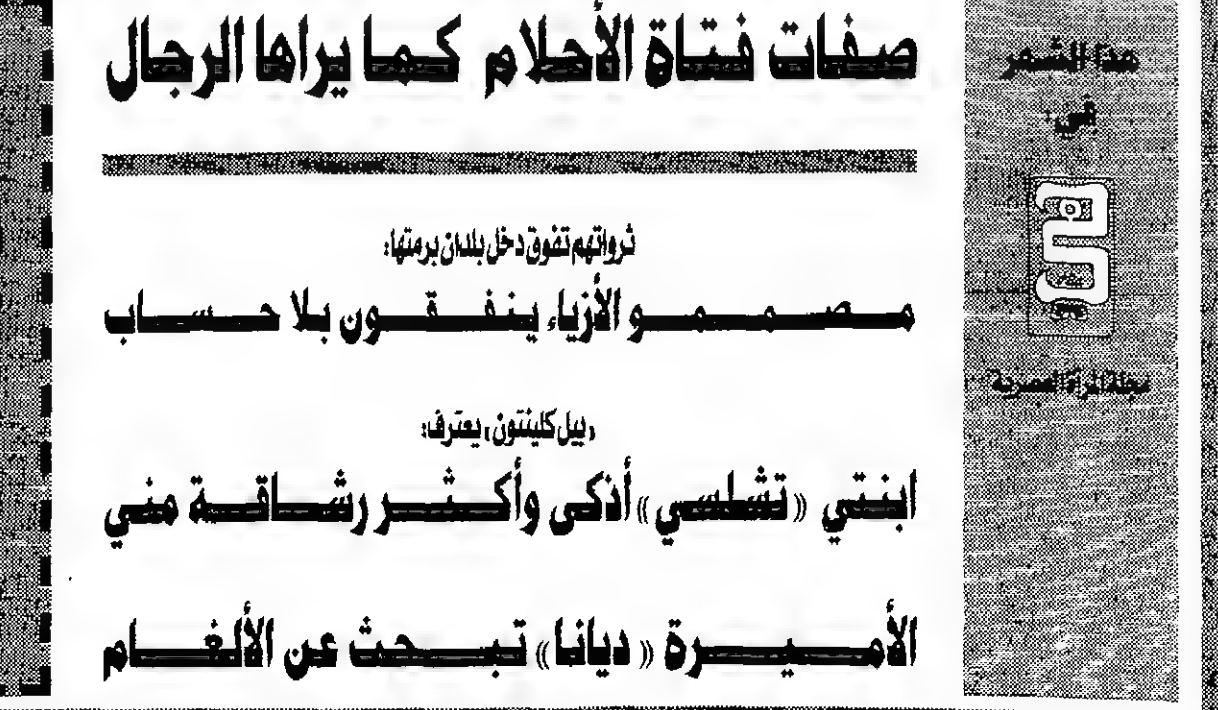 هذا الشهر
في:
مجلة المرأة العصرية
صفات فتاة الأحلام كما يراها الرجال
ثرواتهم تفوق دخل بلدان برمتها:
مصممو الأزياء ينفقون بلا حساب
«بيل كلينتون» يعترف:
ابنتي «تشلسي» أذكى وأكثر رشاقة مني
الأميرة «ديانا» تبحث عن الألغام